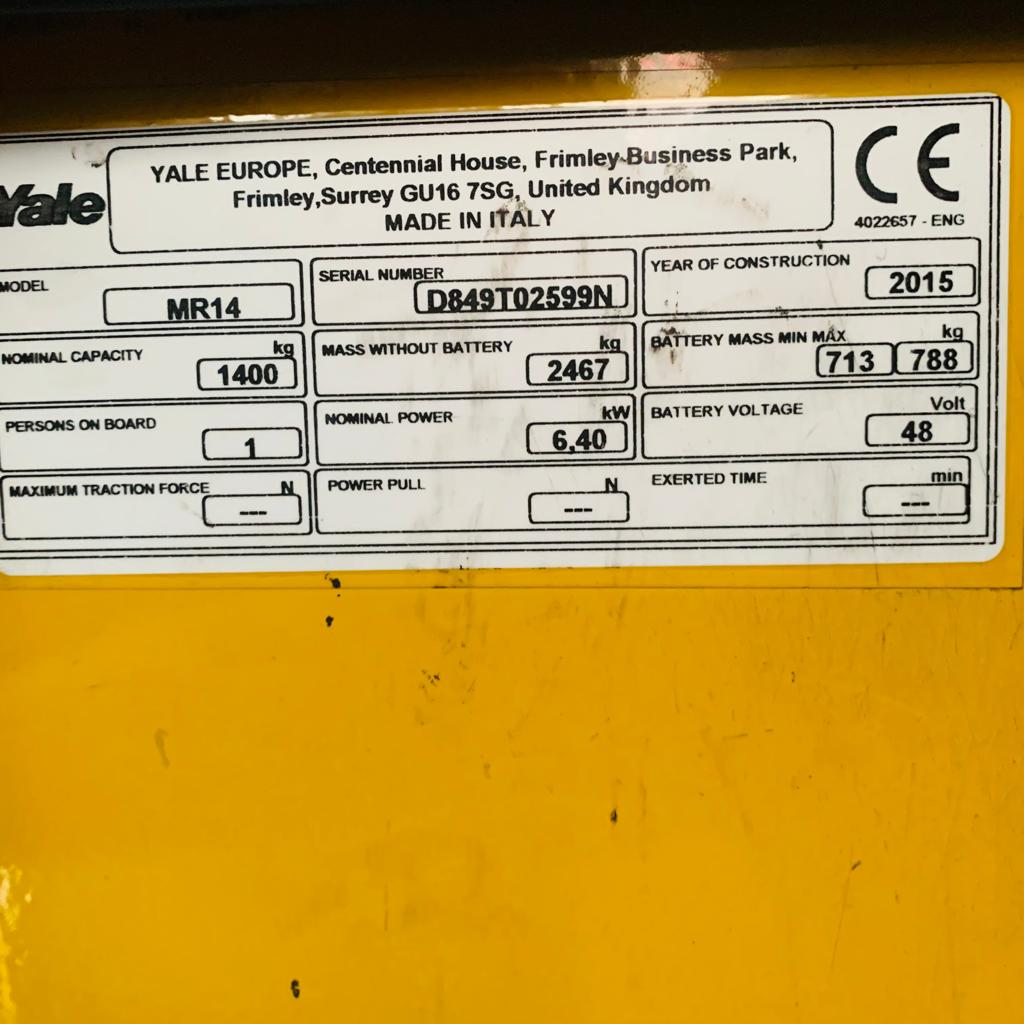 Yale
YALE EUROPE, Centennial House, Frimley Business Park,
Frimley,Surrey GU16 7SG, United Kingdom
MADE IN ITALY
CE
4022657 - ENG
MODEL
MR14
SERIAL NUMBER
D849T02599N
YEAR OF CONSTRUCTION
2015
NOMINAL CAPACITY kg
1400
MASS WITHOUT BATTERY kg
2467
BATTERY MASS MIN MAX kg
713 788
PERSONS ON BOARD
1
NOMINAL POWER kW
6,40
BATTERY VOLTAGE Volt
48
MAXIMUM TRACTION FORCE N
---
POWER PULL N
---
EXERTED TIME min
---